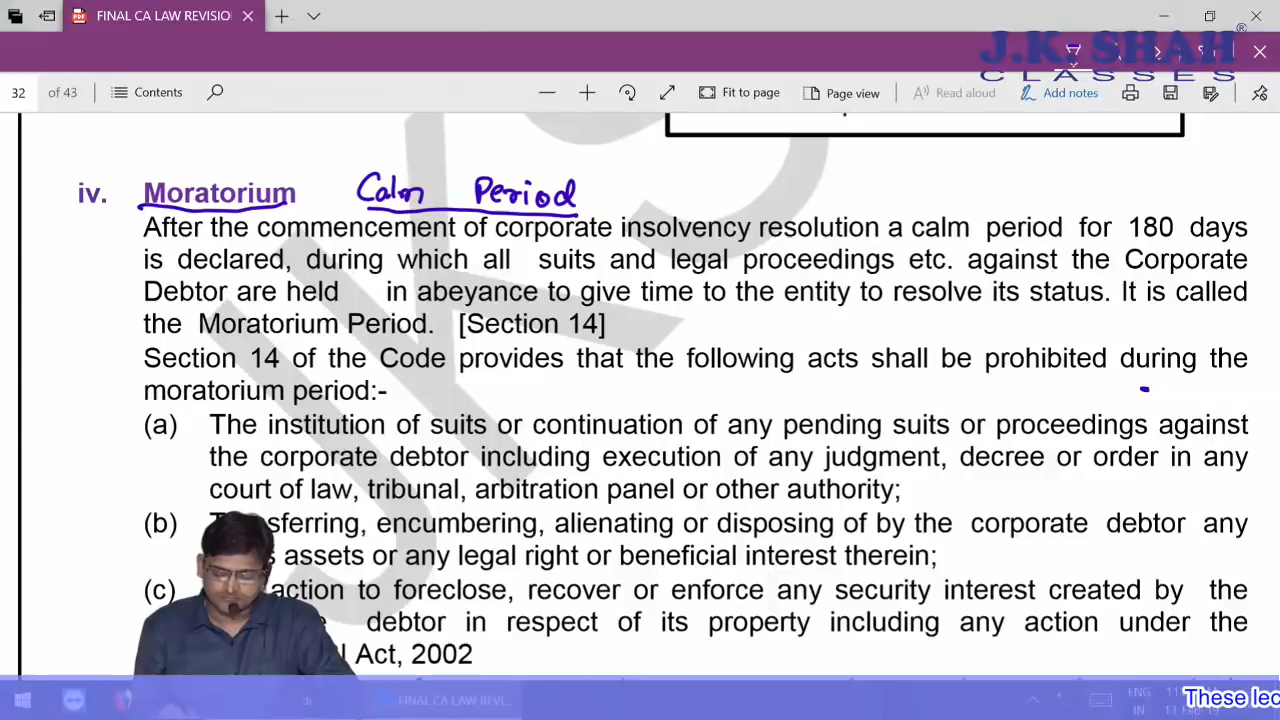 FINAL CA LAW REVISIO
J.K. SHAH
®
CLASSES
32 of 43
Contents
Fit to page
Page view
Read aloud
Add notes
iv. Moratorium Calm Period
After the commencement of corporate insolvency resolution a calm period for 180 days
is declared, during which all suits and legal proceedings etc. against the Corporate
Debtor are held in abeyance to give time to the entity to resolve its status. It is called
the Moratorium Period. [Section 14]
Section 14 of the Code provides that the following acts shall be prohibited during the
moratorium period:-
(a) The institution of suits or continuation of any pending suits or proceedings against
the corporate debtor including execution of any judgment, decree or order in any
court of law, tribunal, arbitration panel or other authority;
(b) sferring, encumbering, alienating or disposing of by the corporate debtor any
assets or any legal right or beneficial interest therein;
(c) action to foreclose, recover or enforce any security interest created by the
debtor in respect of its property including any action under the
Act, 2002
FINAL CA LAW REVI...
ENG
IN
These lec